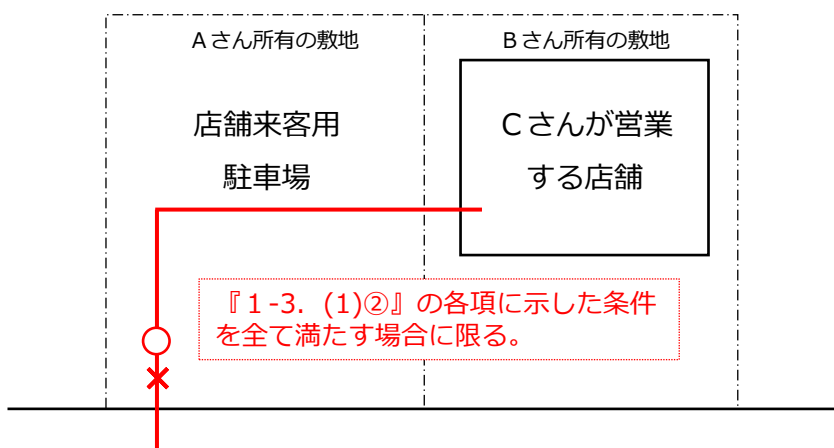 Aさん所有の敷地
Bさん所有の敷地
店舗来客用
駐車場
Cさんが営業
する店舗
『1-3．(1)②』の各項に示した条件
を全て満たす場合に限る。